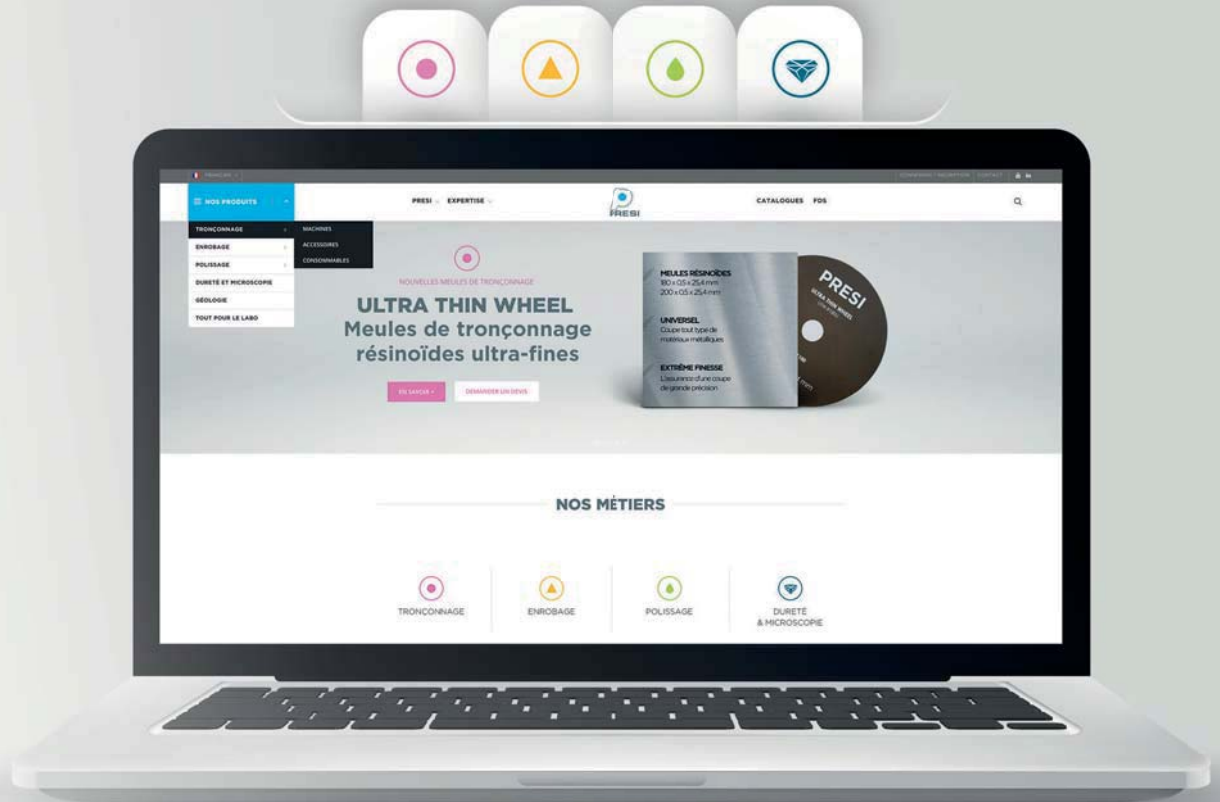 FRANÇAIS
CONNEXION / INSCRIPTION CONTACT
NOS PRODUITS
PRESI EXPERTISE
PRESI
CATALOGUES FDS
TRONÇONNAGE
ENROBAGE
POLISSAGE
DURETÉ ET MICROSCOPIE
GÉOLOGIE
TOUT POUR LE LABO
MACHINES
ACCESSOIRES
CONSOMMABLES
NOUVELLES MEULES DE TRONÇONNAGE
ULTRA THIN WHEEL
Meules de tronçonnage
résinoïdes ultra-fines
EN SAVOIR +
DEMANDER UN DEVIS
MEULES RÉSINOÏDES
180 x 0,5 x 25,4 mm
200 x 0,5 x 25,4 mm
UNIVERSEL
Coupe tout type de
matériaux métalliques
EXTRÊME FINESSE
L'assurance d'une coupe
de grande précision
PRESI
ULTRA THIN WHEEL
NOS MÉTIERS
TRONÇONNAGE
ENROBAGE
POLISSAGE
DURETÉ
& MICROSCOPIE